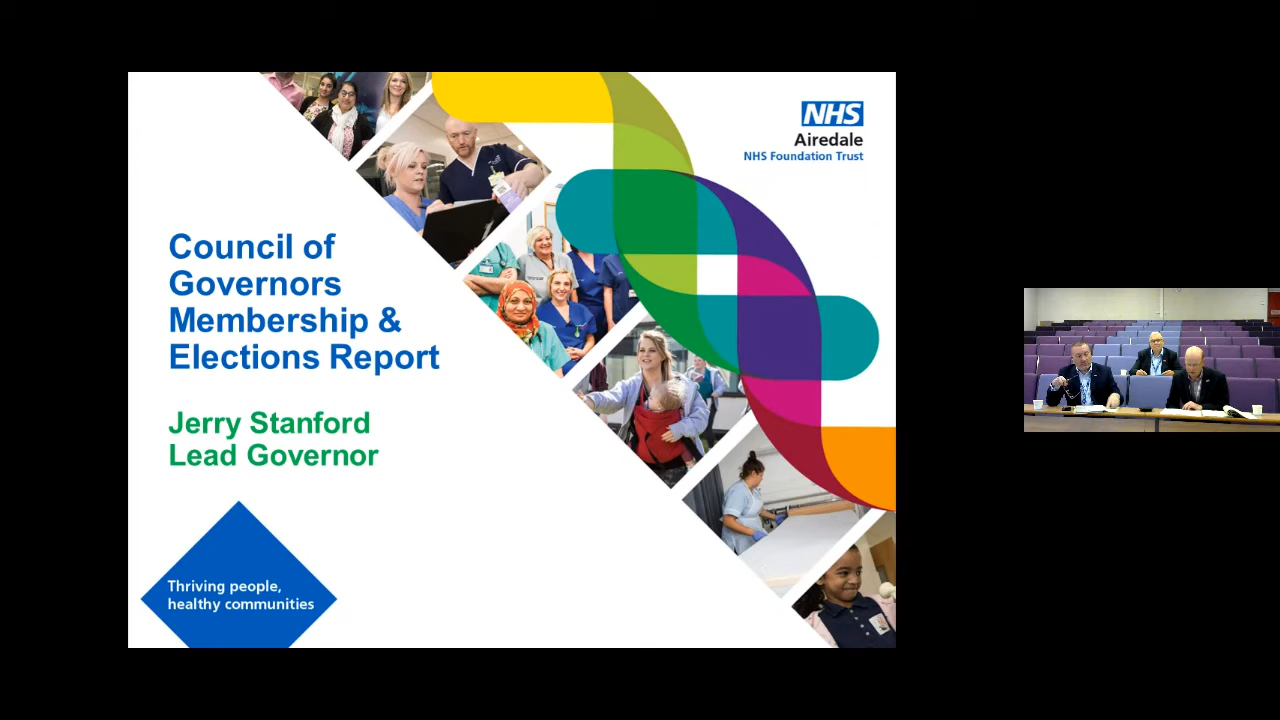 NHS
Airedale
NHS Foundation Trust
Council of
Governors
Membership &
Elections Report
Jerry Stanford
Lead Governor
Thriving people,
healthy communities